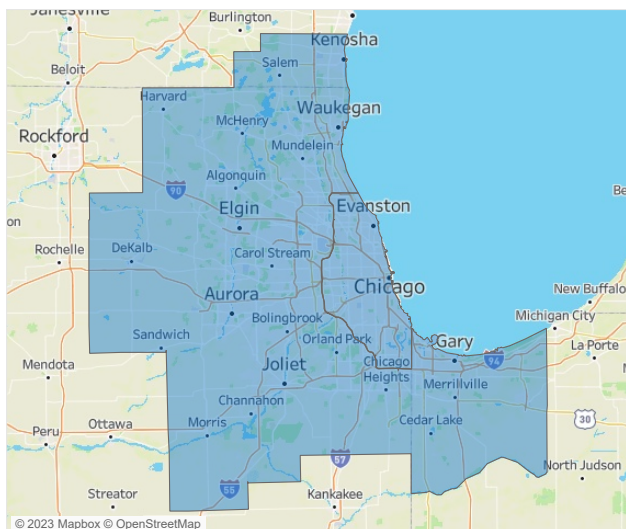 Janesville
Burlington
Kenosha
Beloit
Salem
Harvard
Waukegan
McHenry
Rockford
Mundelein
90
Algonquin
Elgin
Evanston
Rochelle
DeKalb
Carol Stream
Chicago
New Buffalo
Aurora
Bolingbrook
Michigan City
Sandwich
Orland Park
Gary
La Porte
Mendota
Joliet
Chicago
Heights
94
Merrillville
Channahon
30
Peru
Ottawa
Morris
Cedar Lake
57
North Judson
Streator
55
Kankakee
© 2023 Mapbox © OpenStreetMap